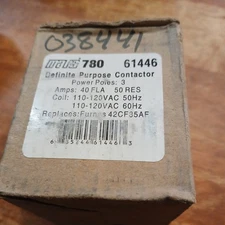 038441
mars 780 61446
Definite Purpose Contactor
Power Poles: 3
Amps: 40 FLA 50 RES
Coil: 110-120VAC 50Hz
110-120VAC 60Hz
Replaces: Furnas 42CF35AF